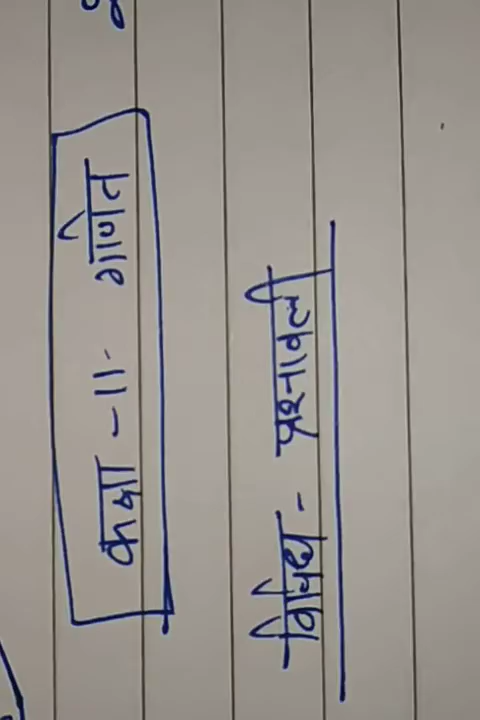 कक्षा - 11. गणित
विविध - प्रश्नावली